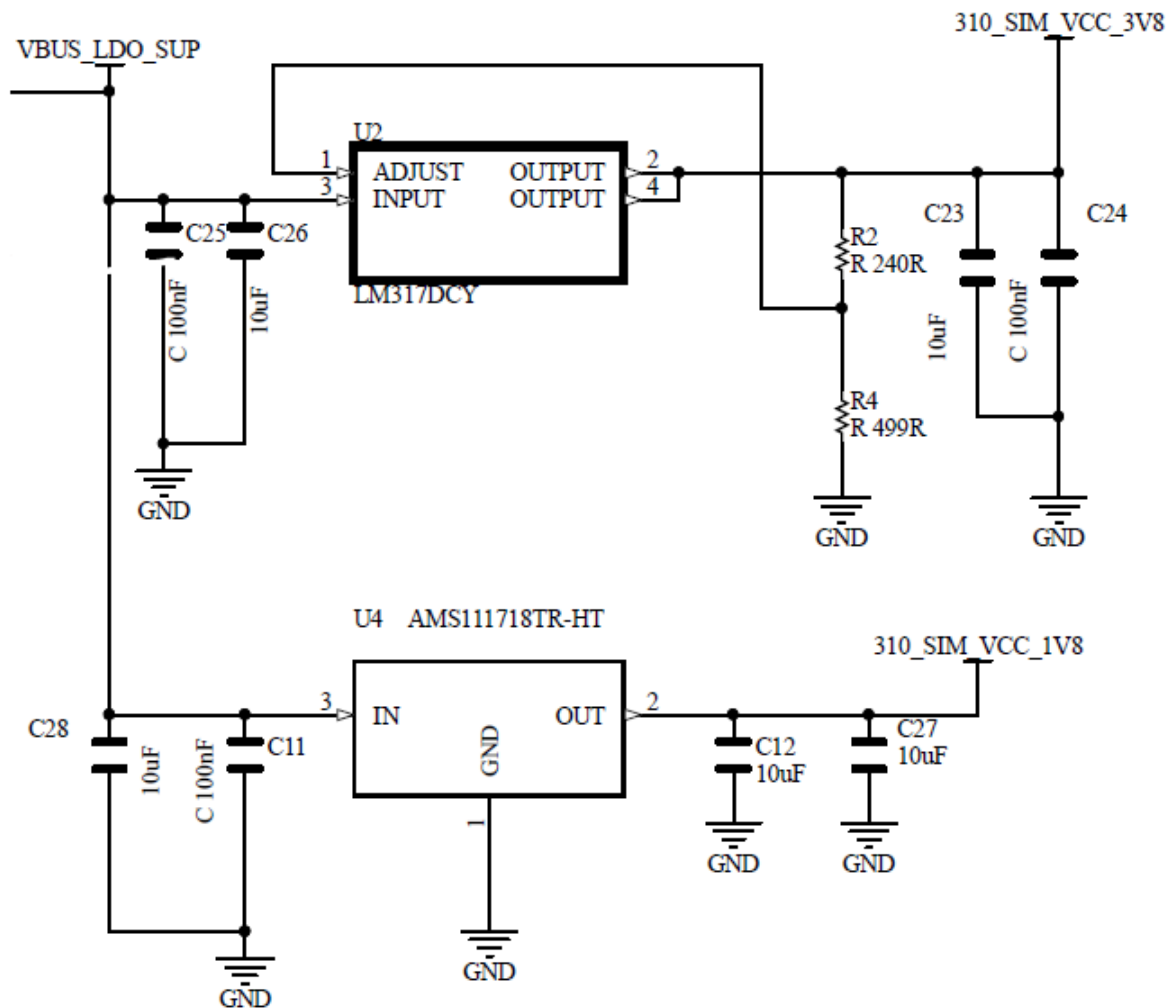 310_SIM_VCC_3V8
VBUS_LDO_SUP
U2
1 ADJUST OUTPUT 2
3 INPUT OUTPUT 4
LM317DCY
C25
C26
C 100nF
10uF
GND
R2
R 240R
R4
R 499R
GND
C23
C24
10uF
C 100nF
GND
U4 AMS111718TR-HT
310_SIM_VCC_1V8
3 IN OUT 2
GND
1
GND
C28
10uF
C 100nF
C11
GND
C12
10uF
GND
C27
10uF
GND